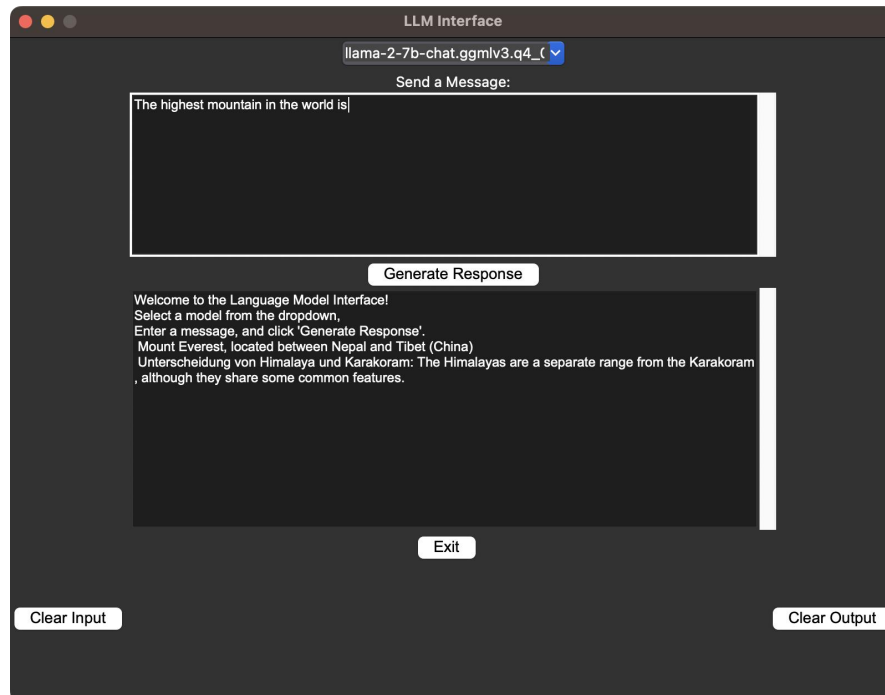 LLM Interface
llama-2-7b-chat.ggmlv3.q4_(
Send a Message:
The highest mountain in the world is
Generate Response
Welcome to the Language Model Interface!
Select a model from the dropdown,
Enter a message, and click 'Generate Response'.
Mount Everest, located between Nepal and Tibet (China)
Unterscheidung von Himalaya und Karakoram: The Himalayas are a separate range from the Karakoram
, although they share some common features.
Exit
Clear Input
Clear Output